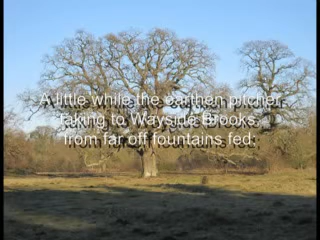 A little while the earthen pitcher
taking to Wayside Brooks,
from far off fountains fed: